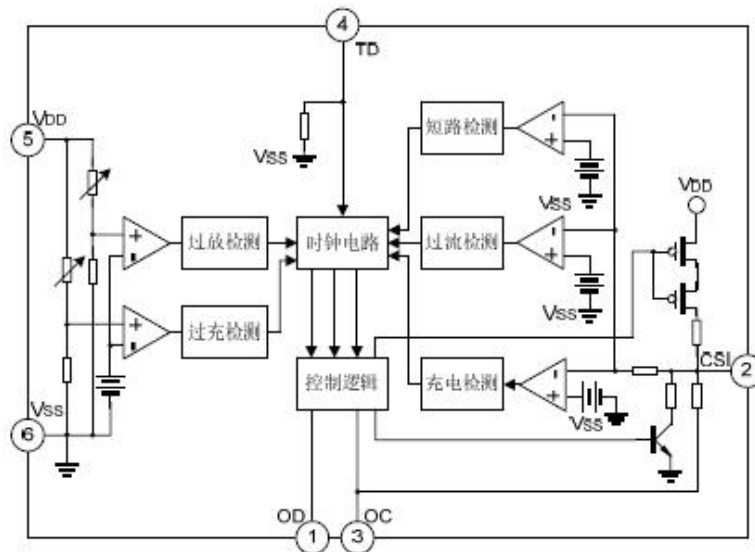 4
TD
VDD
5
短路检测
VSS
VSS
VDD
过放检测
时钟电路
过流检测
VSS
过充检测
CSI
2
控制逻辑
充电检测
VSS
VSS
6
OD
OC
1
3